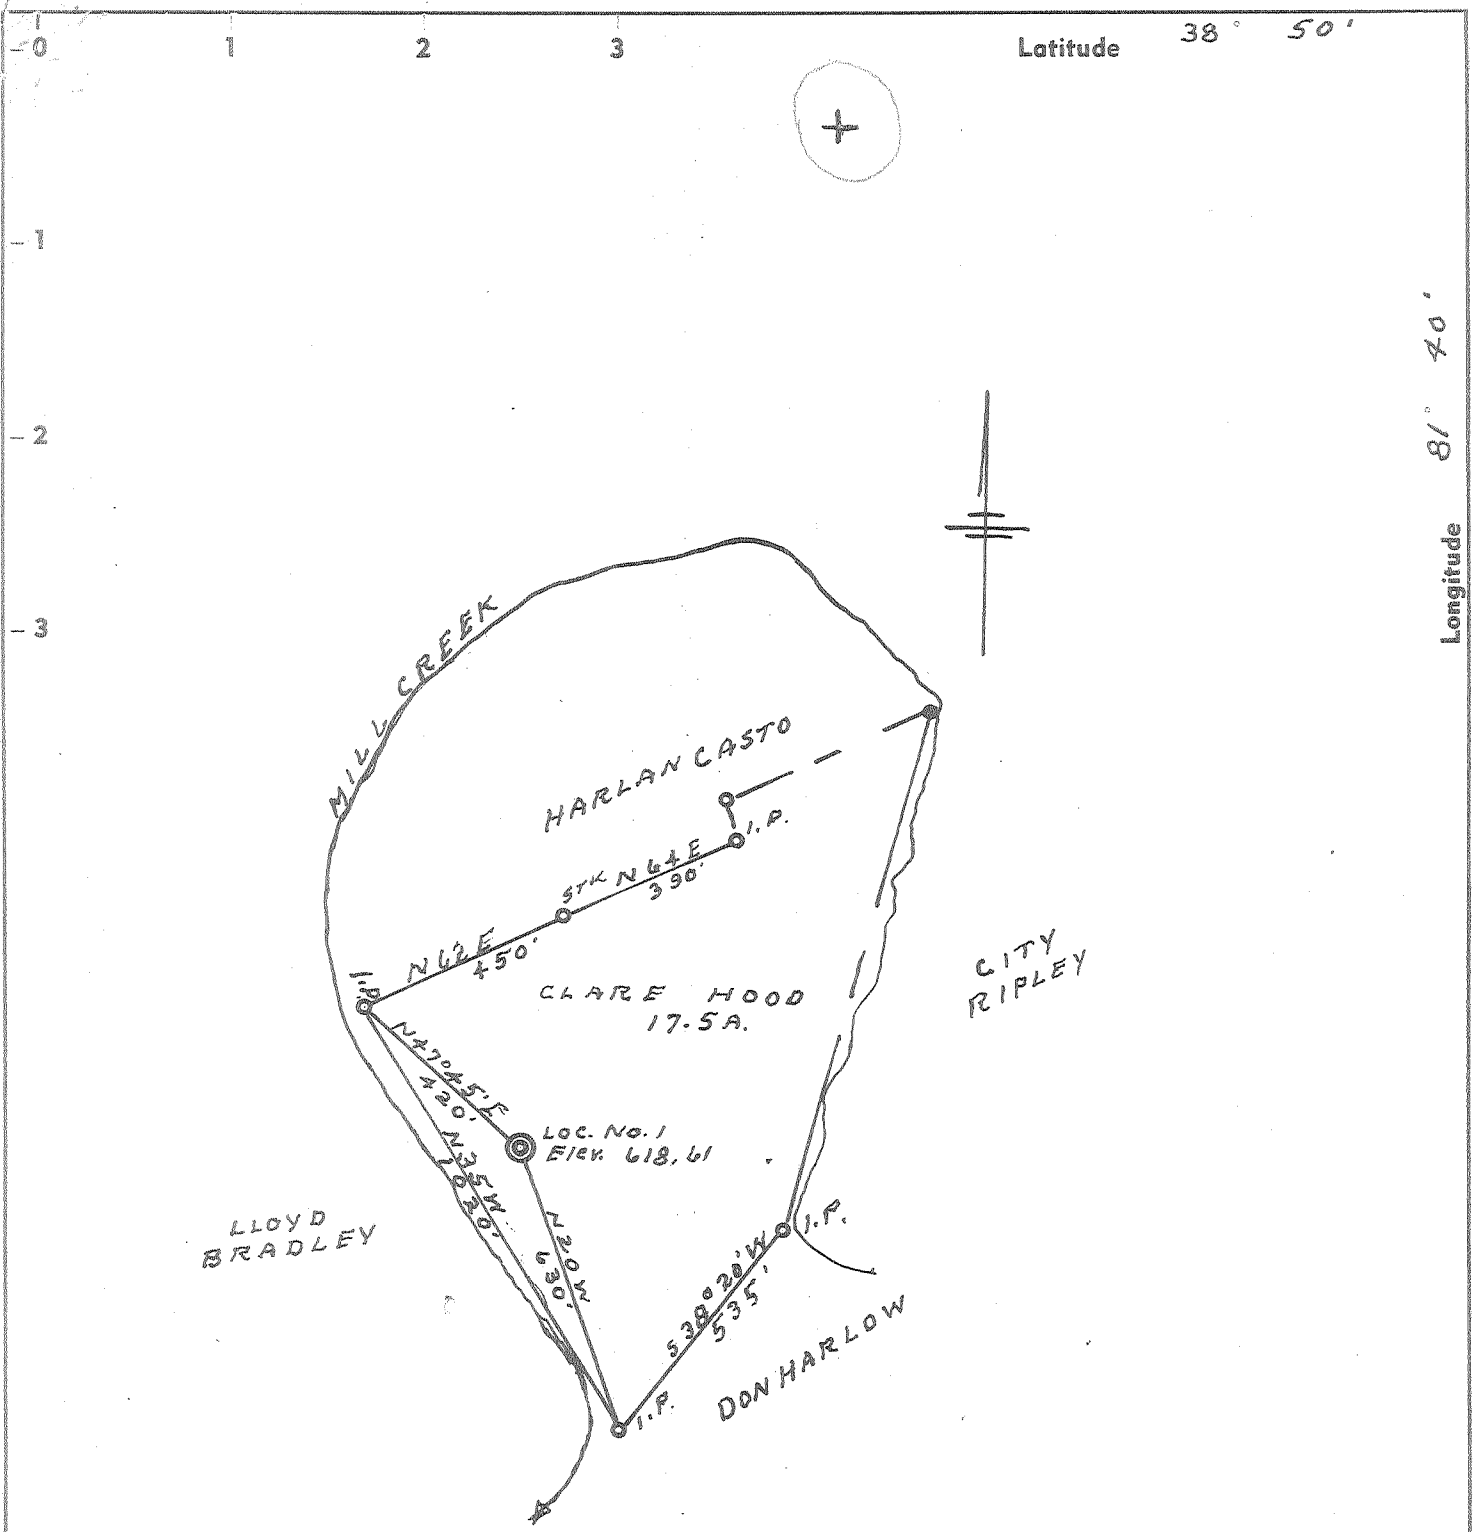 0 1 2 3 Latitude 38° 50'
1
2
3
Longitude 81° 40'
MILL CREEK
HARLAN CASTO
I.P.
STK N64E
390'
N62E
450'
I.P.
CLARE HOOD
17.5A.
CITY
RIPLEY
N47°45'E
420'
LOC. NO. 1
Elev. 618.61
N35W
1020'
LLOYD
BRADLEY
N20W
630'
I.P.
S38°20'W
535'
DON HARLOW
I.P.